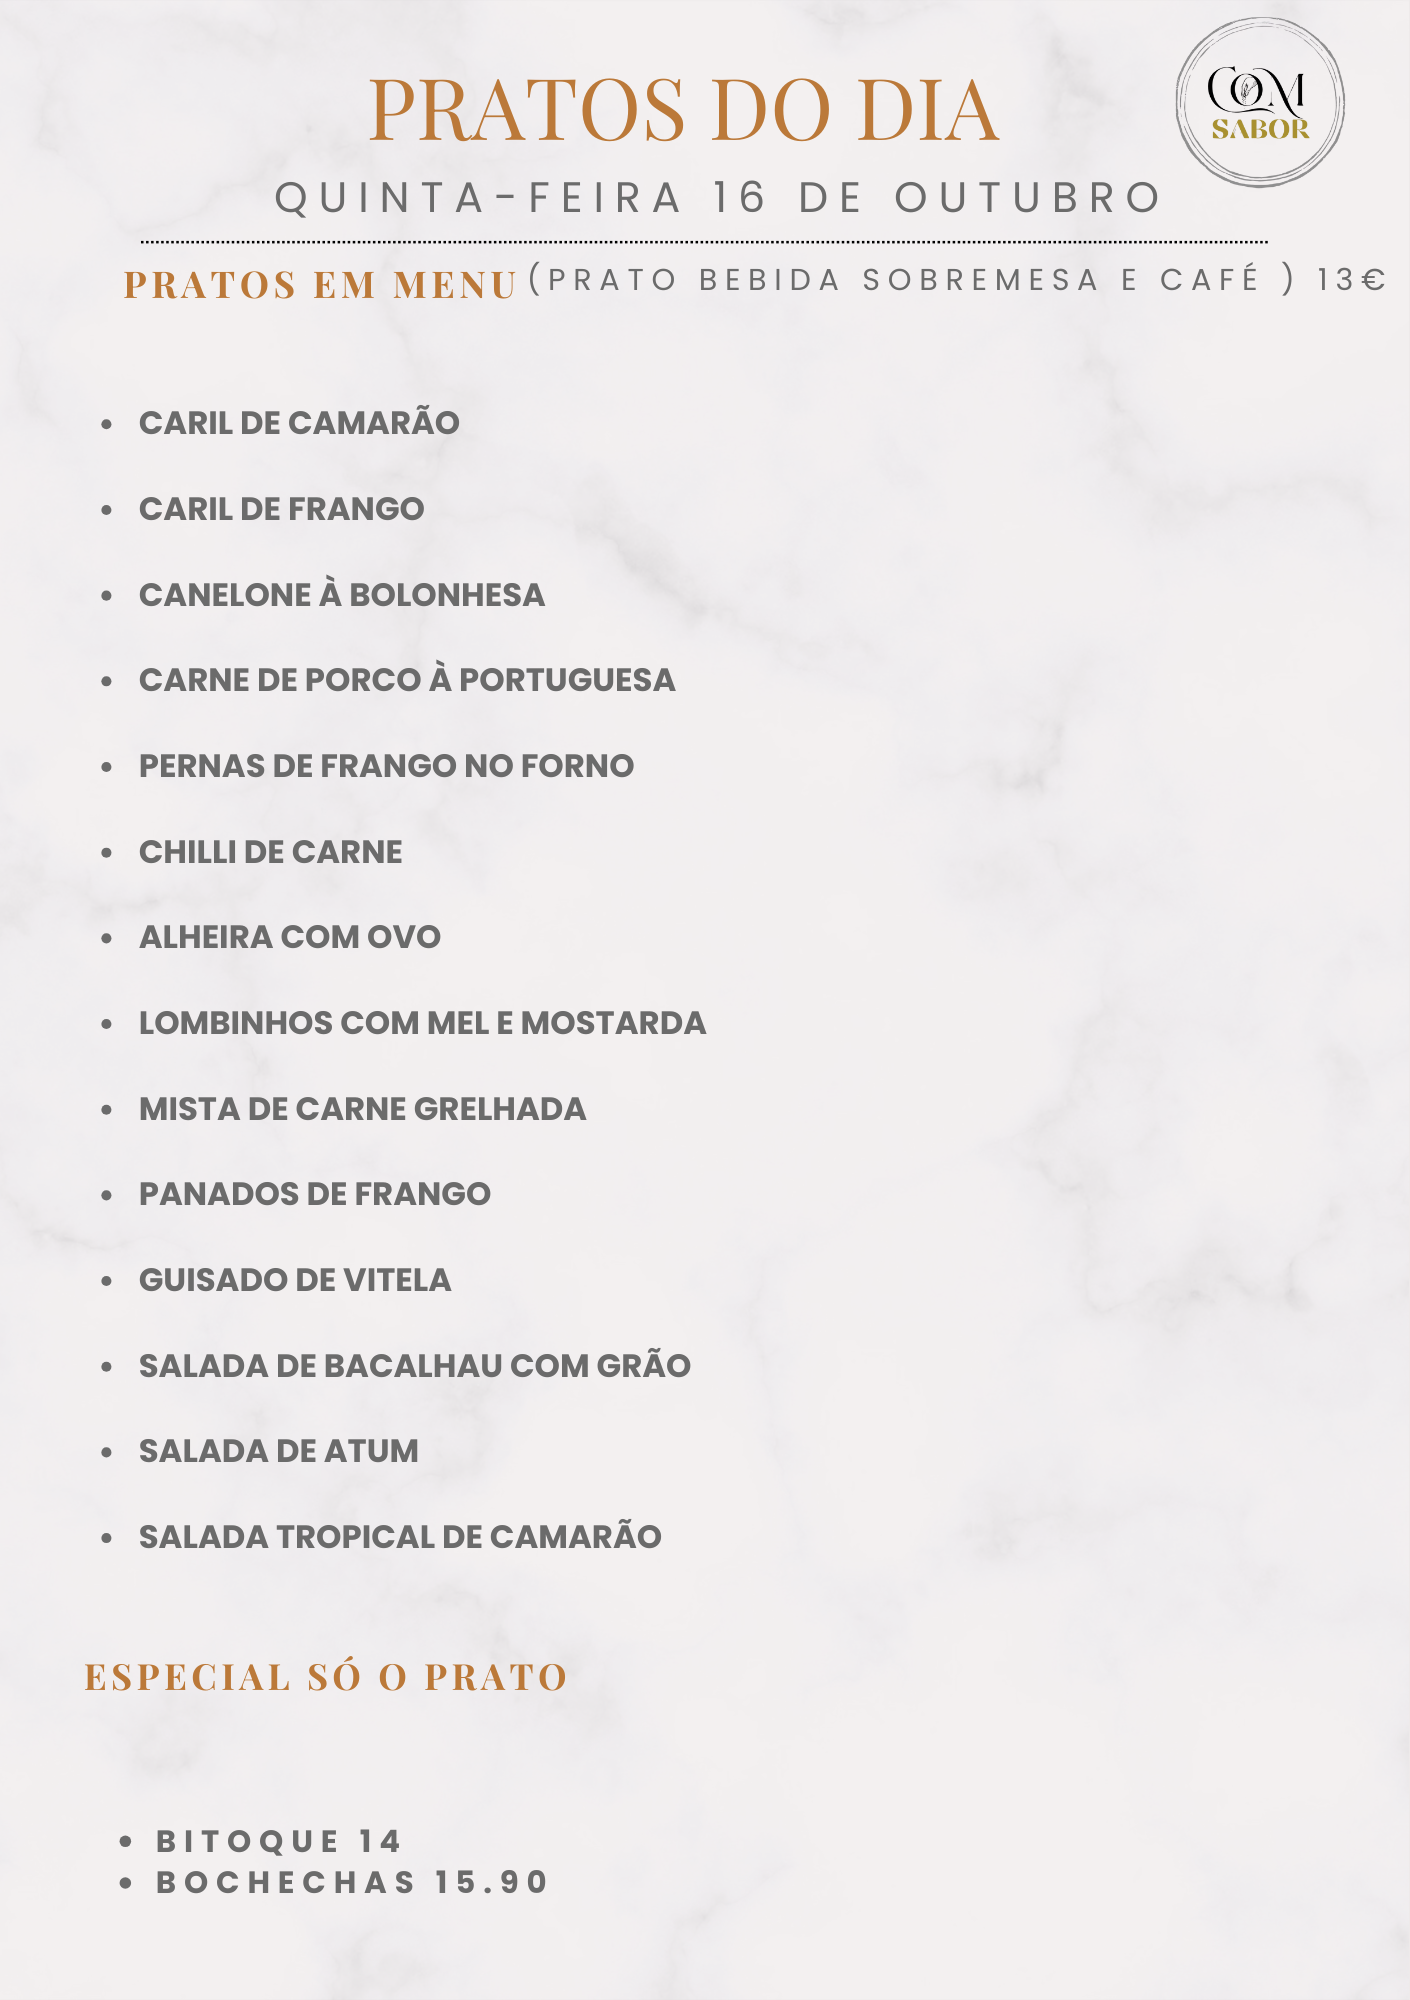 PRATOS DO DIA
COM
SABOR
QUINTA-FEIRA 16 DE OUTUBRO
PRATOS EM MENU (PRATO BEBIDA SOBREMESA E CAFÉ ) 13€
• CARIL DE CAMARÃO
• CARIL DE FRANGO
• CANELONE À BOLONHESA
• CARNE DE PORCO À PORTUGUESA
• PERNAS DE FRANGO NO FORNO
• CHILLI DE CARNE
• ALHEIRA COM OVO
• LOMBINHOS COM MEL E MOSTARDA
• MISTA DE CARNE GRELHADA
• PANADOS DE FRANGO
• GUISADO DE VITELA
• SALADA DE BACALHAU COM GRÃO
• SALADA DE ATUM
• SALADA TROPICAL DE CAMARÃO
ESPECIAL SÓ O PRATO
• BITOQUE 14
• BOCHECHAS 15.90